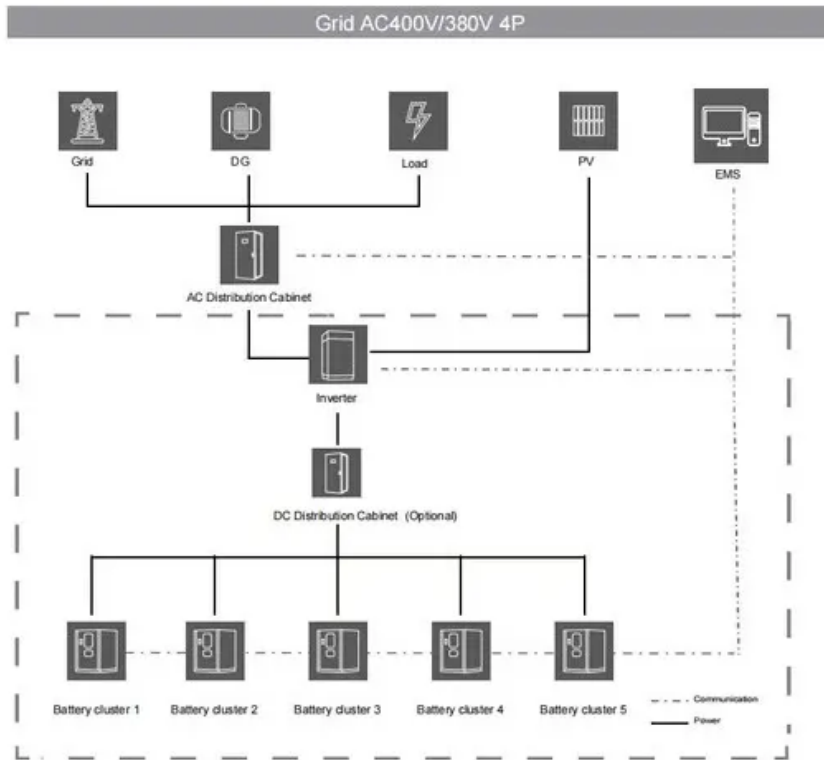 Grid AC400V/380V 4P
Grid
DG
Load
PV
EMS
AC Distribution Cabinet
Inverter
DC Distribution Cabinet (Optional)
Battery cluster 1
Battery cluster 2
Battery cluster 3
Battery cluster 4
Battery cluster 5
Communication
Power